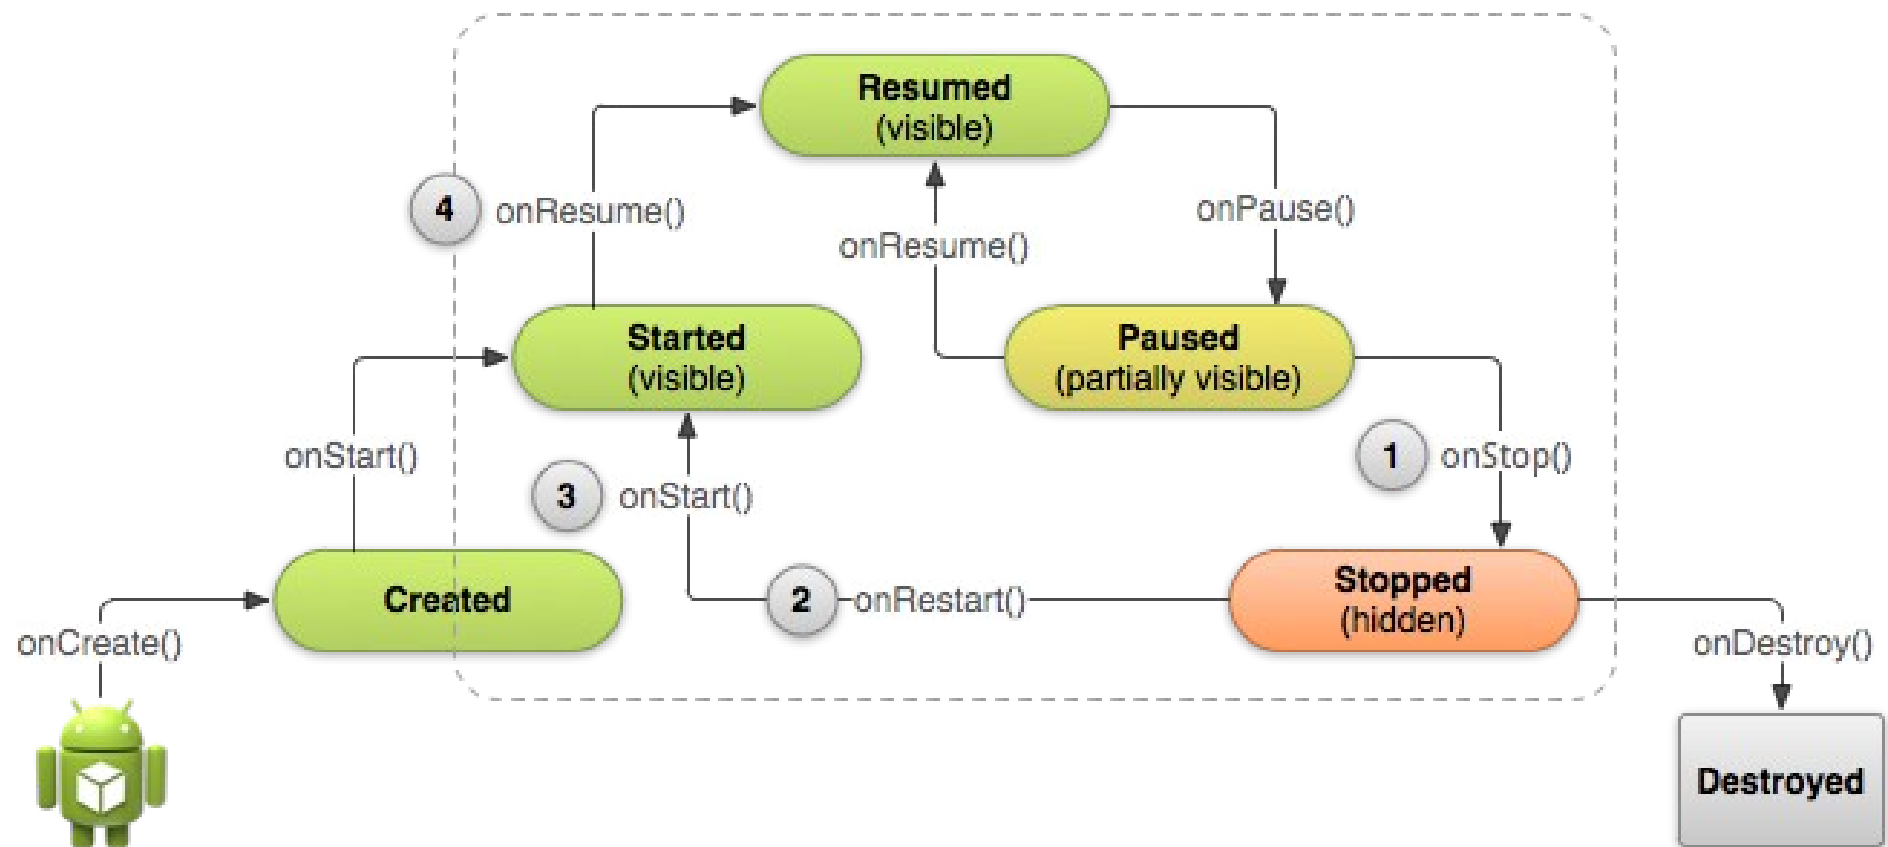 Resumed
(visible)
4
onResume()
onPause()
onResume()
Started
(visible)
Paused
(partially visible)
onStart()
1
onStop()
3
onStart()
Created
2
onRestart()
Stopped
(hidden)
onCreate()
onDestroy()
Destroyed